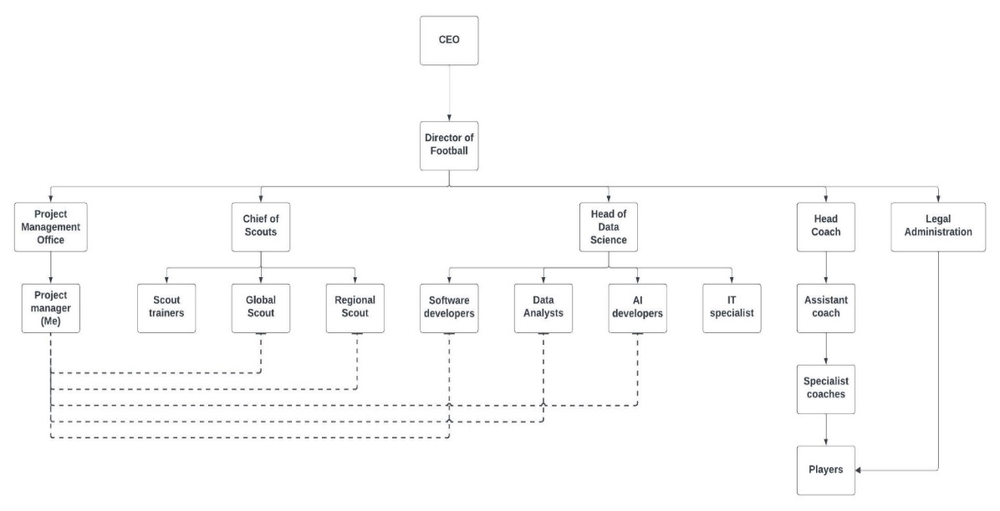 CEO
Director of
Football
Project
Management
Office
Chief of
Scouts
Head of
Data
Science
Head
Coach
Legal
Administration
Project
manager
(Me)
Scout
trainers
Global
Scout
Regional
Scout
Software
developers
Data
Analysts
AI
developers
IT
specialist
Assistant
coach
Specialist
coaches
Players